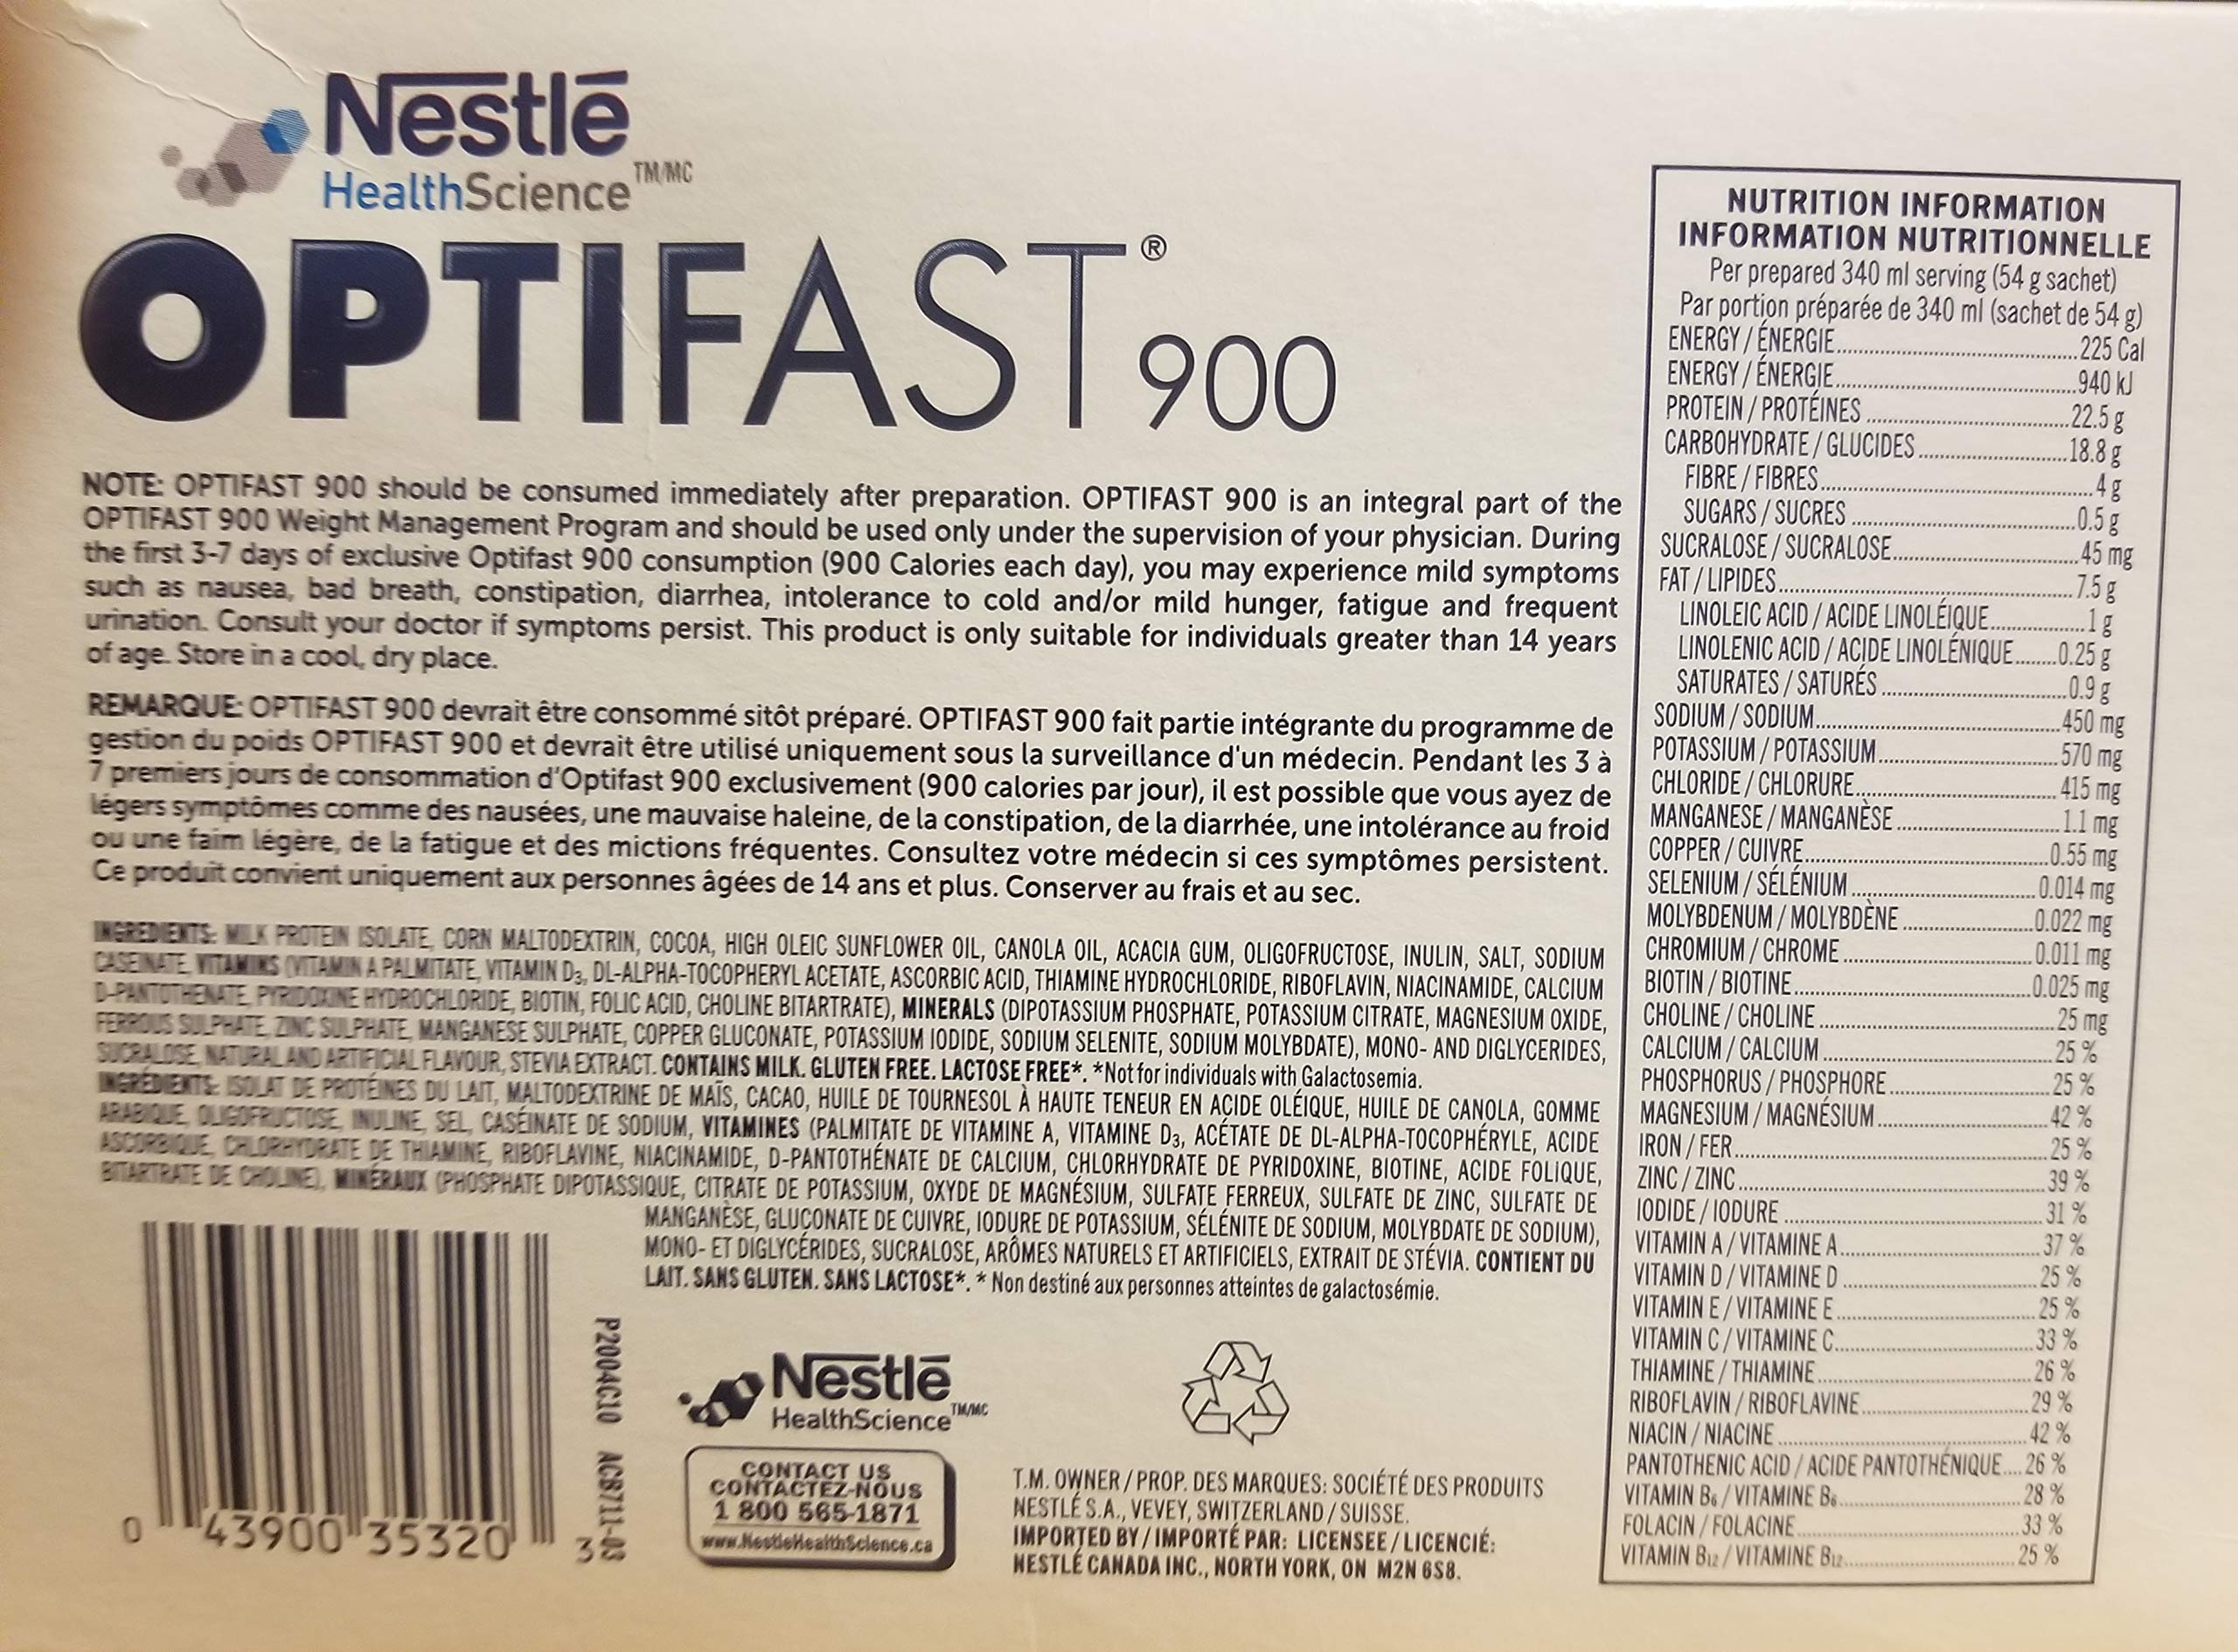 Nestlé
HealthScience TM/MC
OPTIFAST® 900
NOTE: OPTIFAST 900 should be consumed immediately after preparation. OPTIFAST 900 is an integral part of the
OPTIFAST 900 Weight Management Program and should be used only under the supervision of your physician. During
the first 3-7 days of exclusive Optifast 900 consumption (900 Calories each day), you may experience mild symptoms
such as nausea, bad breath, constipation, diarrhea, intolerance to cold and/or mild hunger, fatigue and frequent
urination. Consult your doctor if symptoms persist. This product is only suitable for individuals greater than 14 years
of age. Store in a cool, dry place.
REMARQUE: OPTIFAST 900 devrait être consommé sitôt préparé. OPTIFAST 900 fait partie intégrante du programme de
gestion du poids OPTIFAST 900 et devrait être utilisé uniquement sous la surveillance d'un médecin. Pendant les 3 à
7 premiers jours de consommation d'Optifast 900 exclusivement (900 calories par jour), il est possible que vous ayez de
légers symptômes comme des nausées, une mauvaise haleine, de la constipation, de la diarrhée, une intolérance au froid
ou une faim légère, de la fatigue et des mictions fréquentes. Consultez votre médecin si ces symptômes persistent.
Ce produit convient uniquement aux personnes âgées de 14 ans et plus. Conserver au frais et au sec.
INGREDIENTS: MILK PROTEIN ISOLATE, CORN MALTODEXTRIN, COCOA, HIGH OLEIC SUNFLOWER OIL, CANOLA OIL, ACACIA GUM, OLIGOFRUCTOSE, INULIN, SALT, SODIUM
CASEINATE, VITAMINS (VITAMIN A PALMITATE, VITAMIN D3, DL-ALPHA-TOCOPHERYL ACETATE, ASCORBIC ACID, THIAMINE HYDROCHLORIDE, RIBOFLAVIN, NIACINAMIDE, CALCIUM
D-PANTOTHENATE, PYRIDOXINE HYDROCHLORIDE, BIOTIN, FOLIC ACID, CHOLINE BITARTRATE), MINERALS (DIPOTASSIUM PHOSPHATE, POTASSIUM CITRATE, MAGNESIUM OXIDE,
FERROUS SULPHATE, ZINC SULPHATE, MANGANESE SULPHATE, COPPER GLUCONATE, POTASSIUM IODIDE, SODIUM SELENITE, SODIUM MOLYBDATE), MONO- AND DIGLYCERIDES,
SUCRALOSE, NATURAL AND ARTIFICIAL FLAVOUR, STEVIA EXTRACT. CONTAINS MILK. GLUTEN FREE. LACTOSE FREE*. *Not for individuals with Galactosemia.
INGRÉDIENTS: ISOLAT DE PROTÉINES DU LAIT, MALTODEXTRINE DE MAÏS, CACAO, HUILE DE TOURNESOL À HAUTE TENEUR EN ACIDE OLÉIQUE, HUILE DE CANOLA, GOMME
ARABIQUE, OLIGOFRUCTOSE, INULINE, SEL, CASÉINATE DE SODIUM, VITAMINES (PALMITATE DE VITAMINE A, VITAMINE D3, ACÉTATE DE DL-ALPHA-TOCOPHÉRYLE, ACIDE
ASCORBIQUE, CHLORHYDRATE DE THIAMINE, RIBOFLAVINE, NIACINAMIDE, D-PANTOTHÉNATE DE CALCIUM, CHLORHYDRATE DE PYRIDOXINE, BIOTINE, ACIDE FOLIQUE,
BITARTRATE DE CHOLINE), MINÉRAUX (PHOSPHATE DIPOTASSIQUE, CITRATE DE POTASSIUM, OXYDE DE MAGNÉSIUM, SULFATE FERREUX, SULFATE DE ZINC, SULFATE DE
MANGANÈSE, GLUCONATE DE CUIVRE, IODURE DE POTASSIUM, SÉLÉNITE DE SODIUM, MOLYBDATE DE SODIUM),
MONO- ET DIGLYCÉRIDES, SUCRALOSE, ARÔMES NATURELS ET ARTIFICIELS, EXTRAIT DE STÉVIA. CONTIENT DU
LAIT. SANS GLUTEN. SANS LACTOSE*. * Non destiné aux personnes atteintes de galactosémie.
0 43900 35320 3
P2004C10 ACB711-03
Nestlé
HealthScience TM/MC
CONTACT US
CONTACTEZ-NOUS
1 800 565-1871
www.NestleHealthScience.ca
T.M. OWNER / PROP. DES MARQUES: SOCIÉTÉ DES PRODUITS
NESTLÉ S.A., VEVEY, SWITZERLAND / SUISSE.
IMPORTED BY / IMPORTÉ PAR: LICENSEE / LICENCIÉ:
NESTLÉ CANADA INC., NORTH YORK, ON M2N 6S8.
NUTRITION INFORMATION
INFORMATION NUTRITIONNELLE
Per prepared 340 ml serving (54 g sachet)
Par portion préparée de 340 ml (sachet de 54 g)
ENERGY / ÉNERGIE 225 Cal
ENERGY / ÉNERGIE 940 kJ
PROTEIN / PROTÉINES 22.5 g
CARBOHYDRATE / GLUCIDES 18.8 g
FIBRE / FIBRES 4 g
SUGARS / SUCRES 0.5 g
SUCRALOSE / SUCRALOSE 45 mg
FAT / LIPIDES 7.5 g
LINOLEIC ACID / ACIDE LINOLÉIQUE 1 g
LINOLENIC ACID / ACIDE LINOLÉNIQUE 0.25 g
SATURATES / SATURÉS 0.9 g
SODIUM / SODIUM 450 mg
POTASSIUM / POTASSIUM 570 mg
CHLORIDE / CHLORURE 415 mg
MANGANESE / MANGANÈSE 1.1 mg
COPPER / CUIVRE 0.55 mg
SELENIUM / SÉLÉNIUM 0.014 mg
MOLYBDENUM / MOLYBDÈNE 0.022 mg
CHROMIUM / CHROME 0.011 mg
BIOTIN / BIOTINE 0.025 mg
CHOLINE / CHOLINE 25 mg
CALCIUM / CALCIUM 25 %
PHOSPHORUS / PHOSPHORE 25 %
MAGNESIUM / MAGNÉSIUM 42 %
IRON / FER 25 %
ZINC / ZINC 39 %
IODIDE / IODURE 31 %
VITAMIN A / VITAMINE A 37 %
VITAMIN D / VITAMINE D 25 %
VITAMIN E / VITAMINE E 25 %
VITAMIN C / VITAMINE C 33 %
THIAMINE / THIAMINE 26 %
RIBOFLAVIN / RIBOFLAVINE 29 %
NIACIN / NIACINE 42 %
PANTOTHENIC ACID / ACIDE PANTOTHÉNIQUE 26 %
VITAMIN B6 / VITAMINE B6 28 %
FOLACIN / FOLACINE 33 %
VITAMIN B12 / VITAMINE B12 25 %